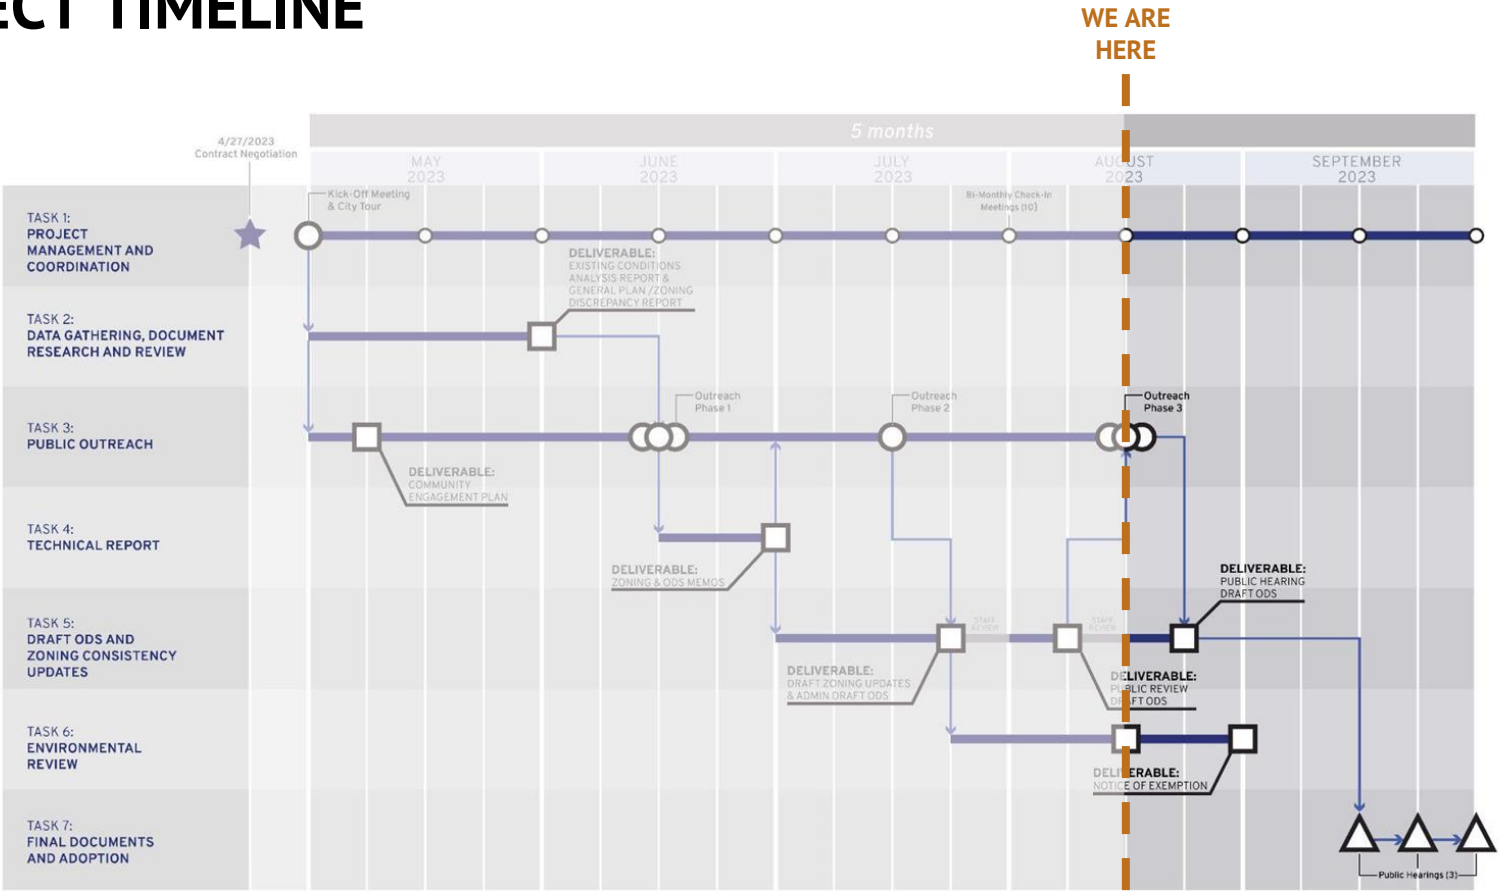 ECT TIMELINE
WE ARE
HERE
5 months
4/27/2023
Contract Negotiation
MAY
2023
JUNE
2023
JULY
2023
AUGUST
2023
SEPTEMBER
2023
TASK 1:
PROJECT
MANAGEMENT AND
COORDINATION
Kick-Off Meeting
& City Tour
Bi-Monthly Check-In
Meetings (10)
DELIVERABLE:
EXISTING CONDITIONS
ANALYSIS REPORT &
GENERAL PLAN /ZONING
DISCREPANCY REPORT
TASK 2:
DATA GATHERING, DOCUMENT
RESEARCH AND REVIEW
TASK 3:
PUBLIC OUTREACH
Outreach
Phase 1
Outreach
Phase 2
Outreach
Phase 3
DELIVERABLE:
COMMUNITY
ENGAGEMENT PLAN
TASK 4:
TECHNICAL REPORT
DELIVERABLE:
ZONING & ODS MEMOS
DELIVERABLE:
PUBLIC HEARING
DRAFT ODS
TASK 5:
DRAFT ODS AND
ZONING CONSISTENCY
UPDATES
STAFF
REVIEW
STAFF
REVIEW
DELIVERABLE:
DRAFT ZONING UPDATES
& ADMIN DRAFT ODS
DELIVERABLE:
PUBLIC REVIEW
DRAFT ODS
TASK 6:
ENVIRONMENTAL
REVIEW
DELIVERABLE:
NOTICE OF EXEMPTION
TASK 7:
FINAL DOCUMENTS
AND ADOPTION
Public Hearings (3)